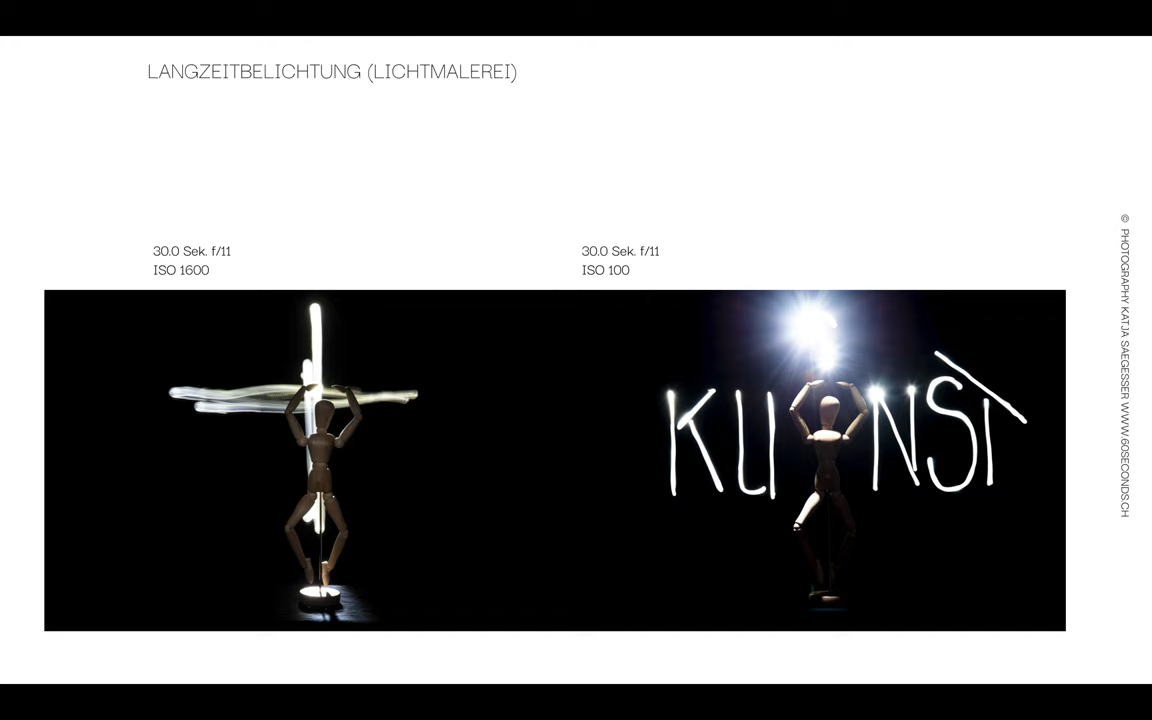 LANGZEITBELICHTUNG (LICHTMALEREI)
30.0 Sek. f/11
ISO 1600
30.0 Sek. f/11
ISO 100
KUNST
© PHOTOGRAPHY KATJA SAEGESSER WWW.60SECONDS.CH